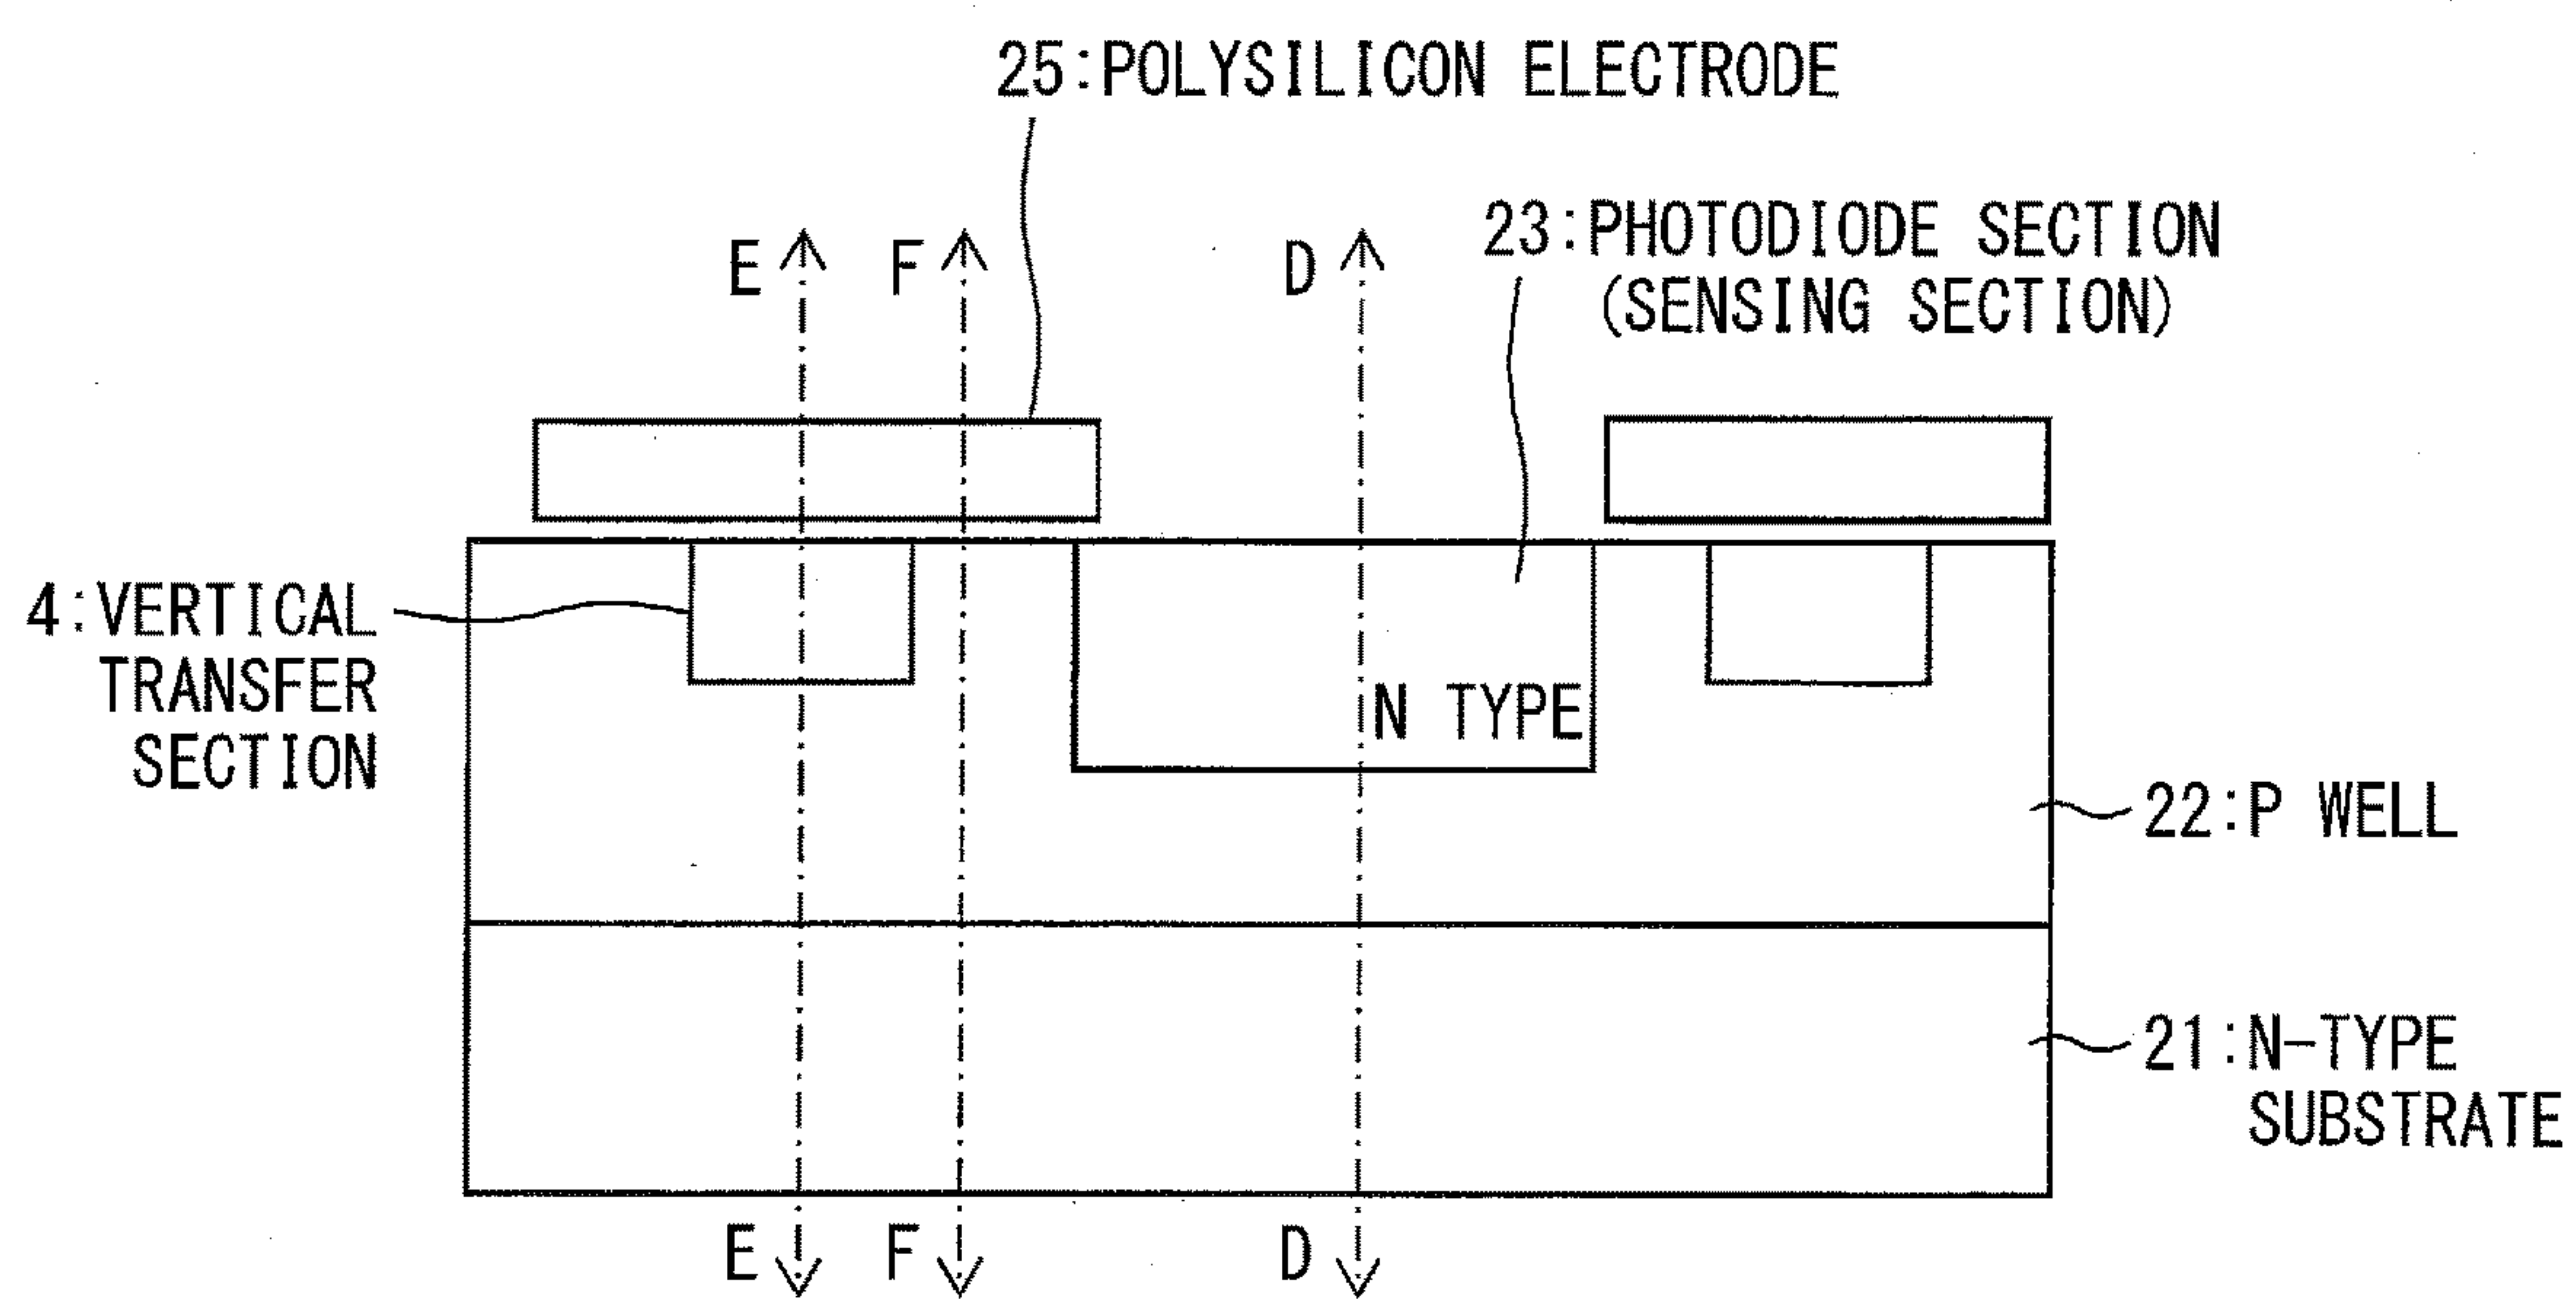 25:POLYSILICON ELECTRODE
23:PHOTODIODE SECTION
(SENSING SECTION)
E F D
4:VERTICAL
TRANSFER
SECTION
N TYPE
22:P WELL
21:N-TYPE
SUBSTRATE
E F D